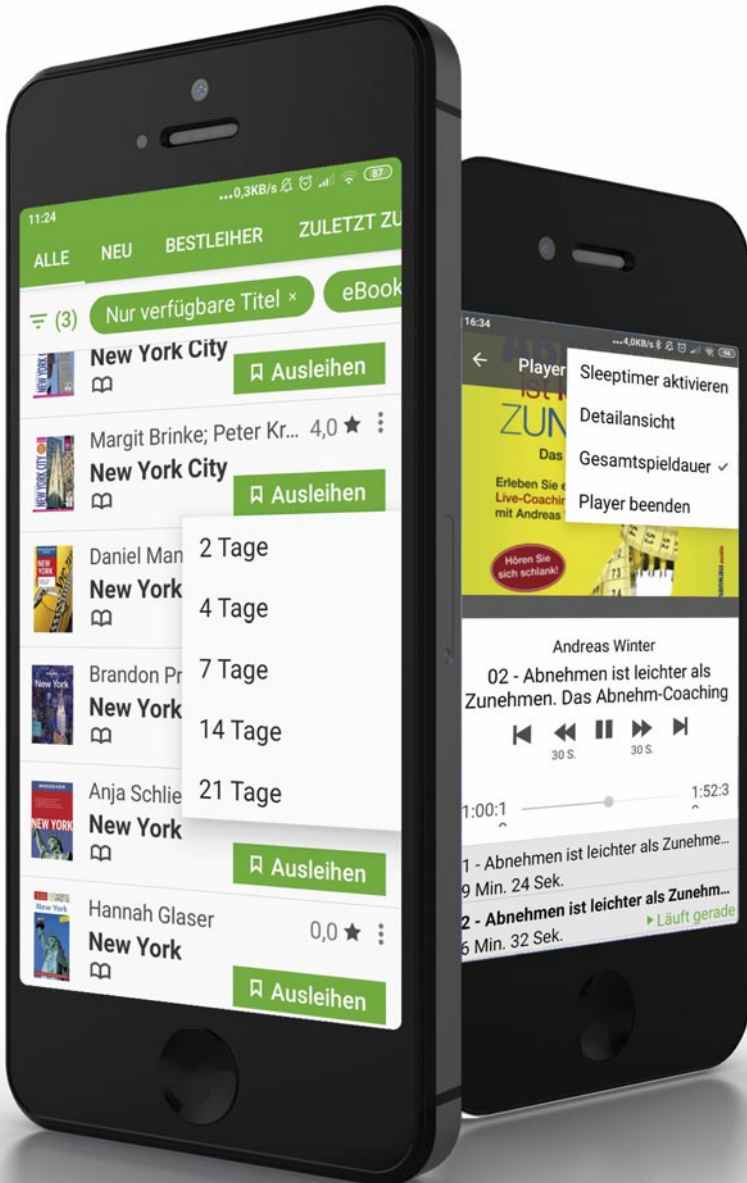 11:24
...0,3KB/s
87
ALLE NEU BESTLEIHER ZULETZT ZU
(3) Nur verfügbare Titel × eBook
New York City
Ausleihen
Margit Brinke; Peter Kr... 4,0
New York City
Ausleihen
2 Tage
4 Tage
7 Tage
14 Tage
21 Tage
Daniel Man
New York
Brandon Pr
New York
Anja Schlie
New York
Ausleihen
Hannah Glaser 0,0
New York
Ausleihen
16:34
...4,0KB/s
Player
Sleeptimer aktivieren
Detailansicht
Gesamtspieldauer
Player beenden
ZUN
Das
Erleben Sie e
Live-Coachin
mit Andreas
Hören Sie
sich schlank!
Andreas Winter
02 - Abnehmen ist leichter als
Zunehmen. Das Abnehm-Coaching
30 S. 30 S.
1:00:1 1:52:3
1 - Abnehmen ist leichter als Zunehme...
9 Min. 24 Sek.
2 - Abnehmen ist leichter als Zunehm...
6 Min. 32 Sek. Läuft gerade